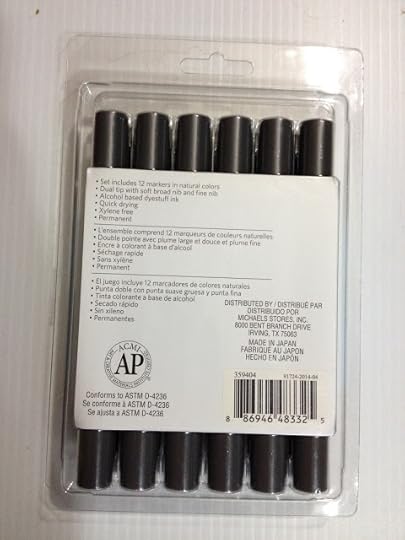 • Set includes 12 markers in natural colors
• Dual tip with soft broad nib and fine nib
• Alcohol based dyestuff ink
• Quick drying
• Xylene free
• Permanent
L'ensemble comprend 12 marqueurs de couleurs naturelles
• Double pointe avec plume large et douce et plume fine
• Encre à colorant à base d'alcool
• Séchage rapide
• Sans xylène
• Permanent
El juego incluye 12 marcadores de colores naturales
• Punta doble con punta suave gruesa y punta fina
• Tinta colorante a base de alcohol
• Secado rápido
• Sin xileno
• Permanentes
ACMI
AP
Conforms to ASTM D-4236
Se conforme à ASTM D-4236
Se ajusta a ASTM D-4236
DISTRIBUTED BY / DISTRIBUÉ PAR
DISTRIBUIDO POR
MICHAELS STORES, INC.
8000 BENT BRANCH DRIVE
IRVING, TX 75063
MADE IN JAPAN
FABRIQUÉ AU JAPON
HECHO EN JAPÓN
359404
61724-2014-04
8 86946 48332 5